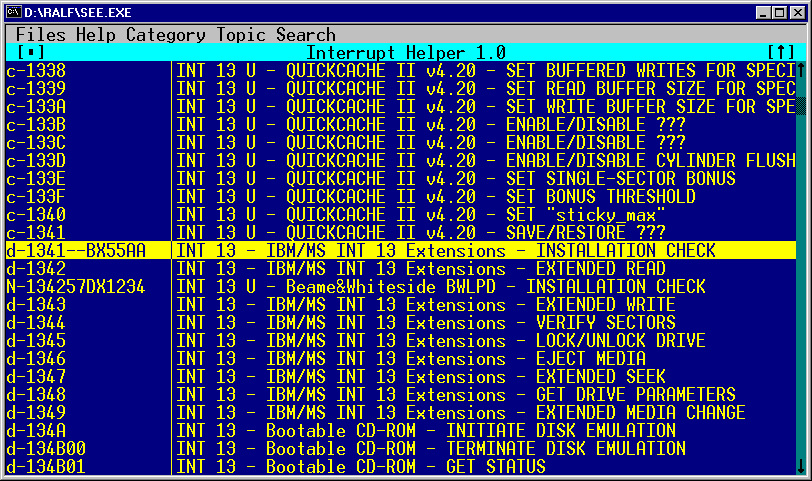 D:\RALF\SEE.EXE
Files Help Category Topic Search
[▪] Interrupt Helper 1.0 [↑]
c-1338 INT 13 U - QUICKCACHE II v4.20 - SET BUFFERED WRITES FOR SPECI
c-1339 INT 13 U - QUICKCACHE II v4.20 - SET READ BUFFER SIZE FOR SPEC
c-133A INT 13 U - QUICKCACHE II v4.20 - SET WRITE BUFFER SIZE FOR SPE
c-133B INT 13 U - QUICKCACHE II v4.20 - ENABLE/DISABLE ???
c-133C INT 13 U - QUICKCACHE II v4.20 - ENABLE/DISABLE ???
c-133D INT 13 U - QUICKCACHE II v4.20 - ENABLE/DISABLE CYLINDER FLUSH
c-133E INT 13 U - QUICKCACHE II v4.20 - SET SINGLE-SECTOR BONUS
c-133F INT 13 U - QUICKCACHE II v4.20 - SET BONUS THRESHOLD
c-1340 INT 13 U - QUICKCACHE II v4.20 - SET "sticky_max"
c-1341 INT 13 U - QUICKCACHE II v4.20 - SAVE/RESTORE ???
d-1341--BX55AA INT 13 - IBM/MS INT 13 Extensions - INSTALLATION CHECK
d-1342 INT 13 - IBM/MS INT 13 Extensions - EXTENDED READ
N-134257DX1234 INT 13 U - Beame&Whiteside BWLPD - INSTALLATION CHECK
d-1343 INT 13 - IBM/MS INT 13 Extensions - EXTENDED WRITE
d-1344 INT 13 - IBM/MS INT 13 Extensions - VERIFY SECTORS
d-1345 INT 13 - IBM/MS INT 13 Extensions - LOCK/UNLOCK DRIVE
d-1346 INT 13 - IBM/MS INT 13 Extensions - EJECT MEDIA
d-1347 INT 13 - IBM/MS INT 13 Extensions - EXTENDED SEEK
d-1348 INT 13 - IBM/MS INT 13 Extensions - GET DRIVE PARAMETERS
d-1349 INT 13 - IBM/MS INT 13 Extensions - EXTENDED MEDIA CHANGE
d-134A INT 13 - Bootable CD-ROM - INITIATE DISK EMULATION
d-134B00 INT 13 - Bootable CD-ROM - TERMINATE DISK EMULATION
d-134B01 INT 13 - Bootable CD-ROM - GET STATUS